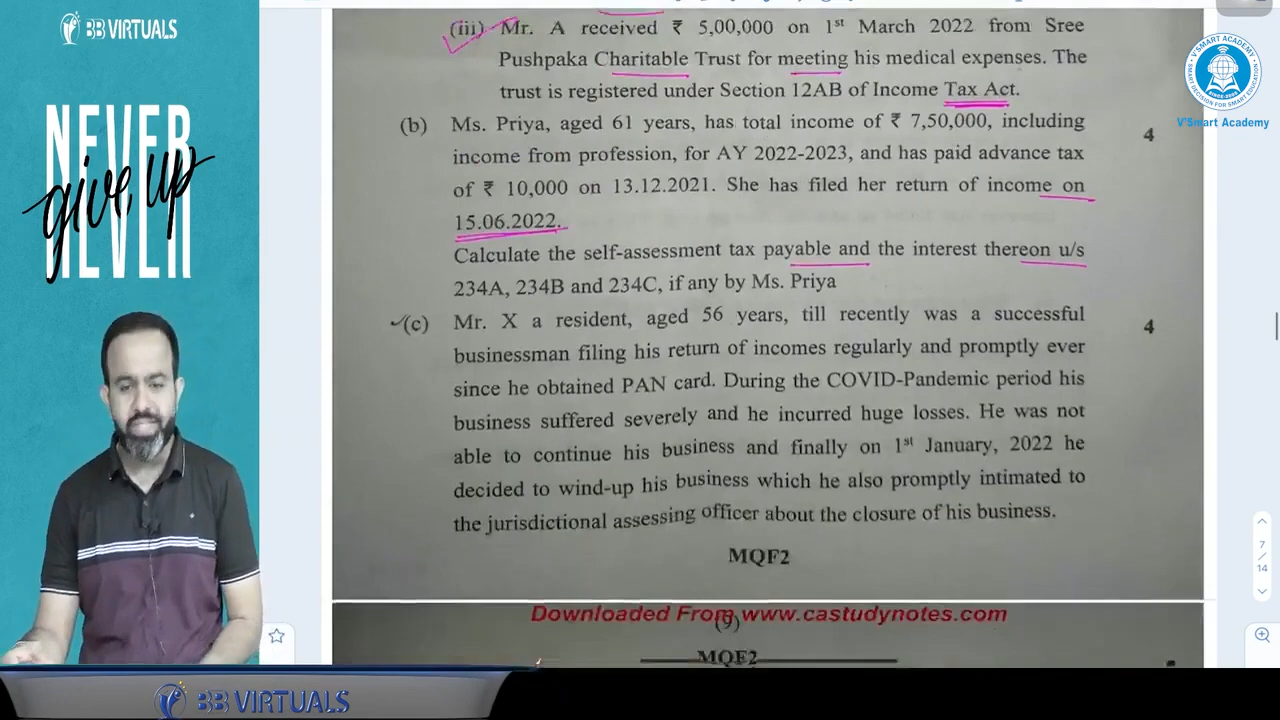 BB VIRTUALS
NEVER
give up
NEVER
(iii) Mr. A received ₹ 5,00,000 on 1st March 2022 from Sree
Pushpaka Charitable Trust for meeting his medical expenses. The
trust is registered under Section 12AB of Income Tax Act.
(b) Ms. Priya, aged 61 years, has total income of ₹ 7,50,000, including 4
income from profession, for AY 2022-2023, and has paid advance tax
of ₹ 10,000 on 13.12.2021. She has filed her return of income on
15.06.2022.
Calculate the self-assessment tax payable and the interest thereon u/s
234A, 234B and 234C, if any by Ms. Priya
(c) Mr. X a resident, aged 56 years, till recently was a successful 4
businessman filing his return of incomes regularly and promptly ever
since he obtained PAN card. During the COVID-Pandemic period his
business suffered severely and he incurred huge losses. He was not
able to continue his business and finally on 1st January, 2022 he
decided to wind-up his business which he also promptly intimated to
the jurisdictional assessing officer about the closure of his business.
MQF2
Downloaded From www.castudynotes.com
(9)
MQF2
V'SMART ACADEMY
V'Smart Academy
7
/
14
BB VIRTUALS